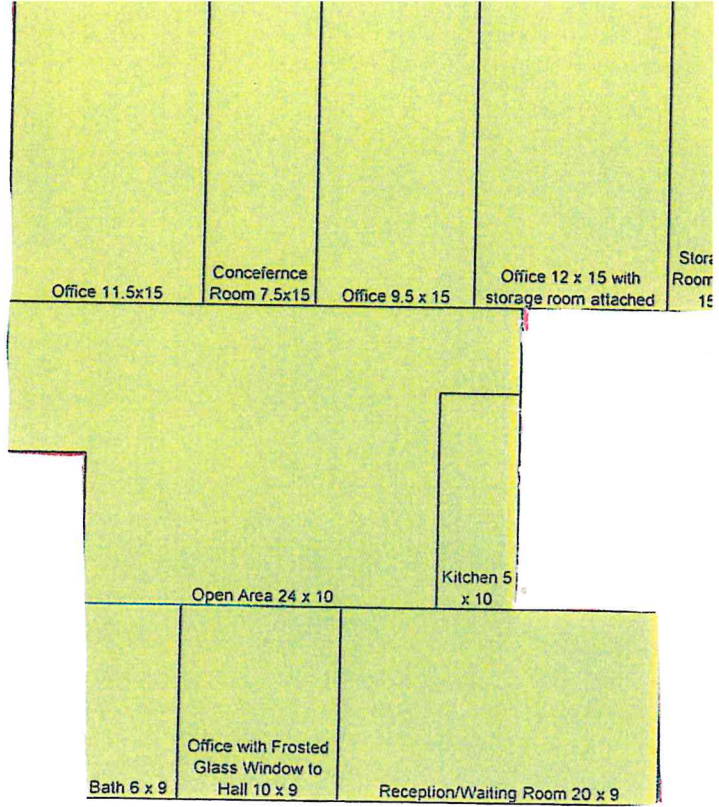 Office 11.5x15
Concefernce
Room 7.5x15
Office 9.5 x 15
Office 12 x 15 with
storage room attached
Room
15
Open Area 24 x 10
Kitchen 5
x 10
Bath 6 x 9
Office with Frosted
Glass Window to
Hall 10 x 9
Reception/Waiting Room 20 x 9